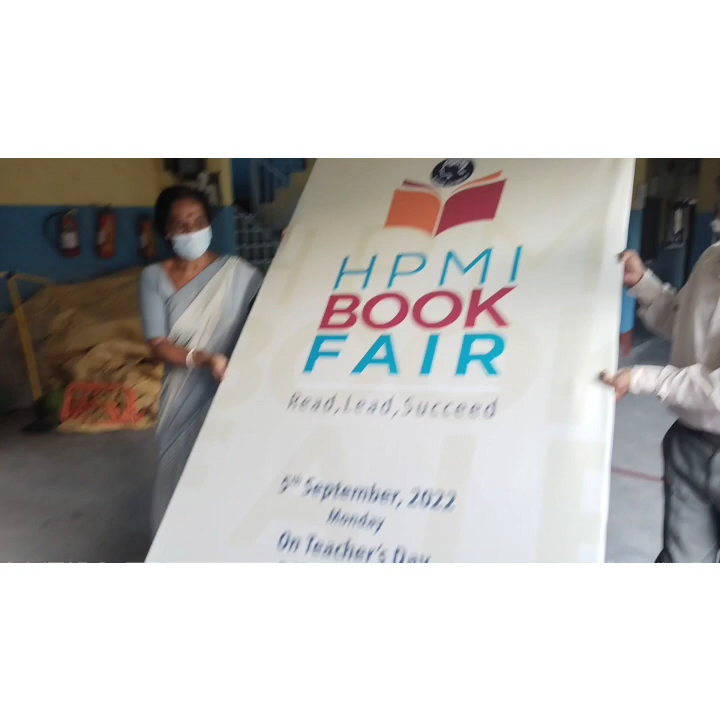 HPMI
BOOK
FAIR
Read, Lead, Succeed
5th September, 2022
Monday
On Teacher's Day